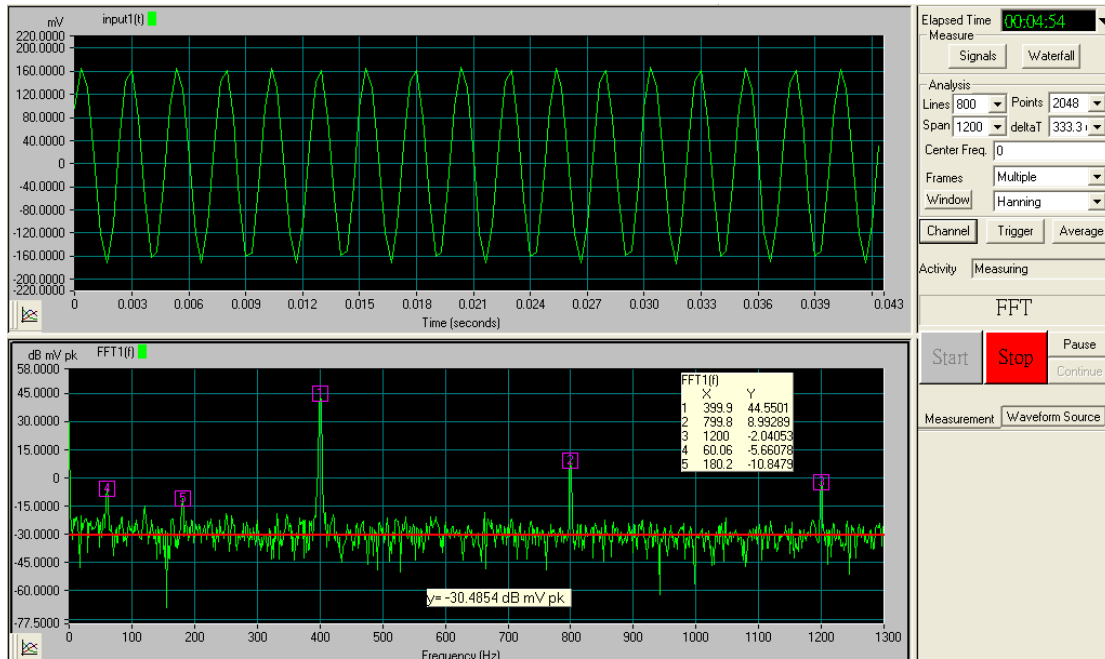 mV
input1(t)
220.0000
200.0000
160.0000
120.0000
80.0000
40.0000
0
-40.0000
-80.0000
-120.0000
-160.0000
-200.0000
-220.0000
0 0.003 0.006 0.009 0.012 0.015 0.018 0.021 0.024 0.027 0.030 0.033 0.036 0.039 0.043
Time (seconds)
dB mV pk
FFT1(f)
58.0000
45.0000
30.0000
15.0000
0
-15.0000
-30.0000
-45.0000
-60.0000
-77.5000
1
2
3
4
5
FFT1(f)
X Y
1 399.9 44.5501
2 799.8 8.99289
3 1200 -2.04053
4 60.06 -5.66078
5 180.2 -10.8479
y= -30.4854 dB mV pk
0 100 200 300 400 500 600 700 800 900 1000 1100 1200 1300
Frequency (Hz)
Elapsed Time 00:04:54
Measure
Signals Waterfall
Analysis
Lines 800 Points 2048
Span 1200 deltaT 333.3
Center Freq. 0
Frames Multiple
Window Hanning
Channel Trigger Average
Activity Measuring
FFT
Start Stop Pause
Continue
Measurement Waveform Source